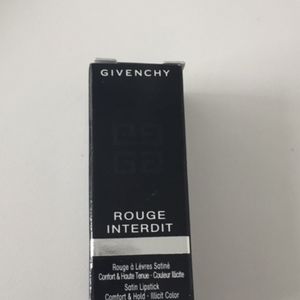 GIVENCHY
ROUGE
INTERDIT
Rouge à Lèvres Satiné
Confort & Haute Tenue - Couleur Illicite
Satin Lipstick
Comfort & Hold - Illicit Color